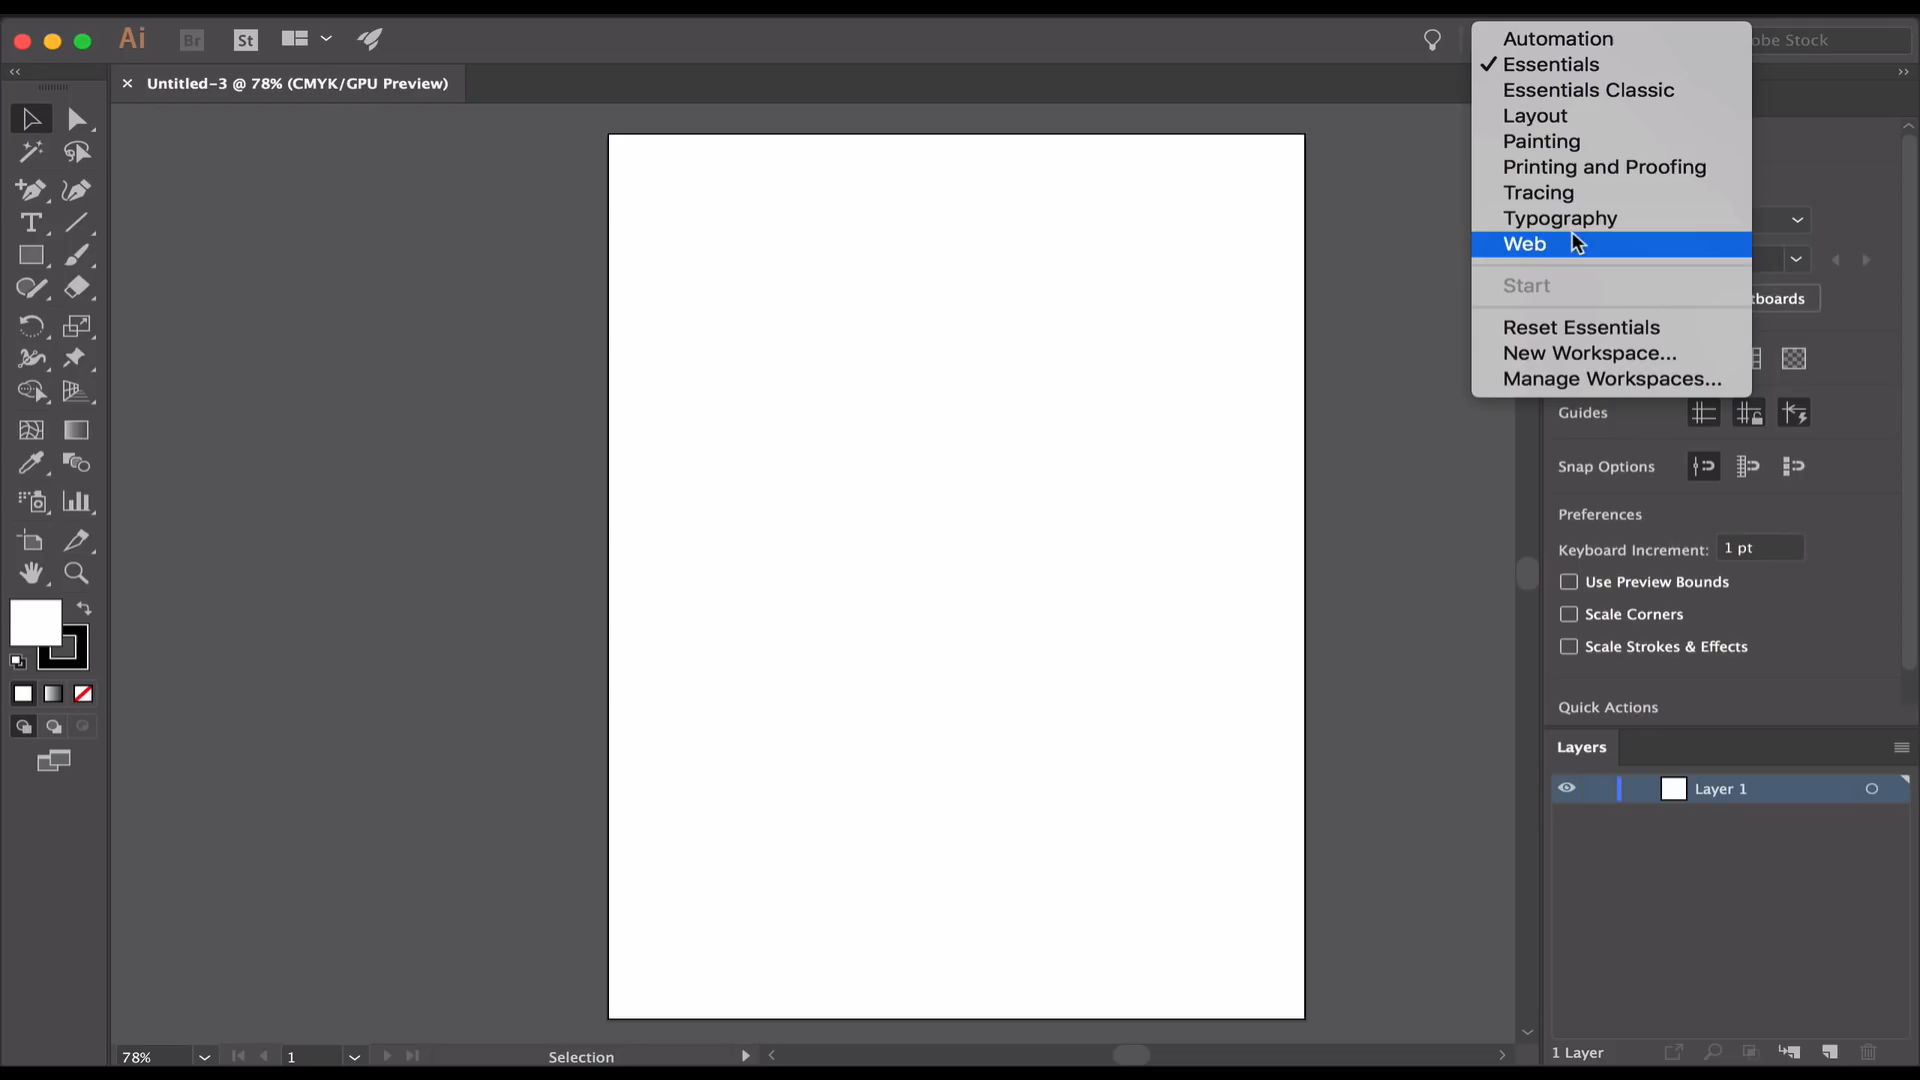 Ai
Br
St
Untitled-3 @ 78% (CMYK/GPU Preview)
Automation
Essentials
Essentials Classic
Layout
Painting
Printing and Proofing
Tracing
Typography
Web
Start
Reset Essentials
New Workspace...
Manage Workspaces...
Stock
Guides
Snap Options
Preferences
Keyboard Increment: 1 pt
Use Preview Bounds
Scale Corners
Scale Strokes & Effects
Quick Actions
Layers
Layer 1
1 Layer
78%
1
Selection